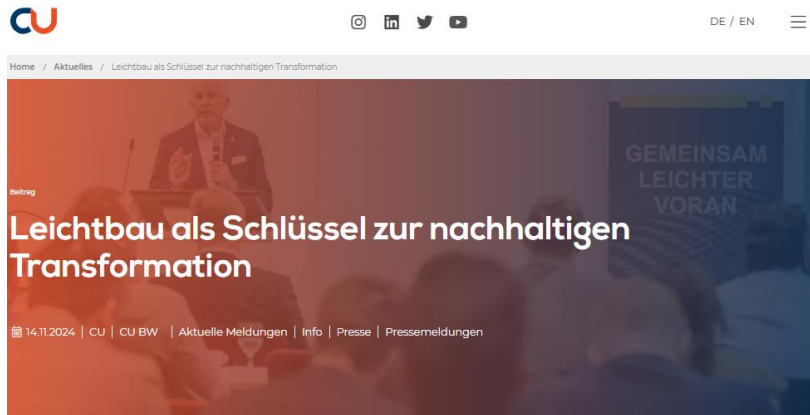 CU
DE / EN
Home / Aktuelles / Leichtbau als Schlüssel zur nachhaltigen Transformation
GEMEINSAM
LEICHTER
VORAN
Beitrag
Leichtbau als Schlüssel zur nachhaltigen
Transformation
14.11.2024 | CU | CU BW | Aktuelle Meldungen | Info | Presse | Pressemeldungen